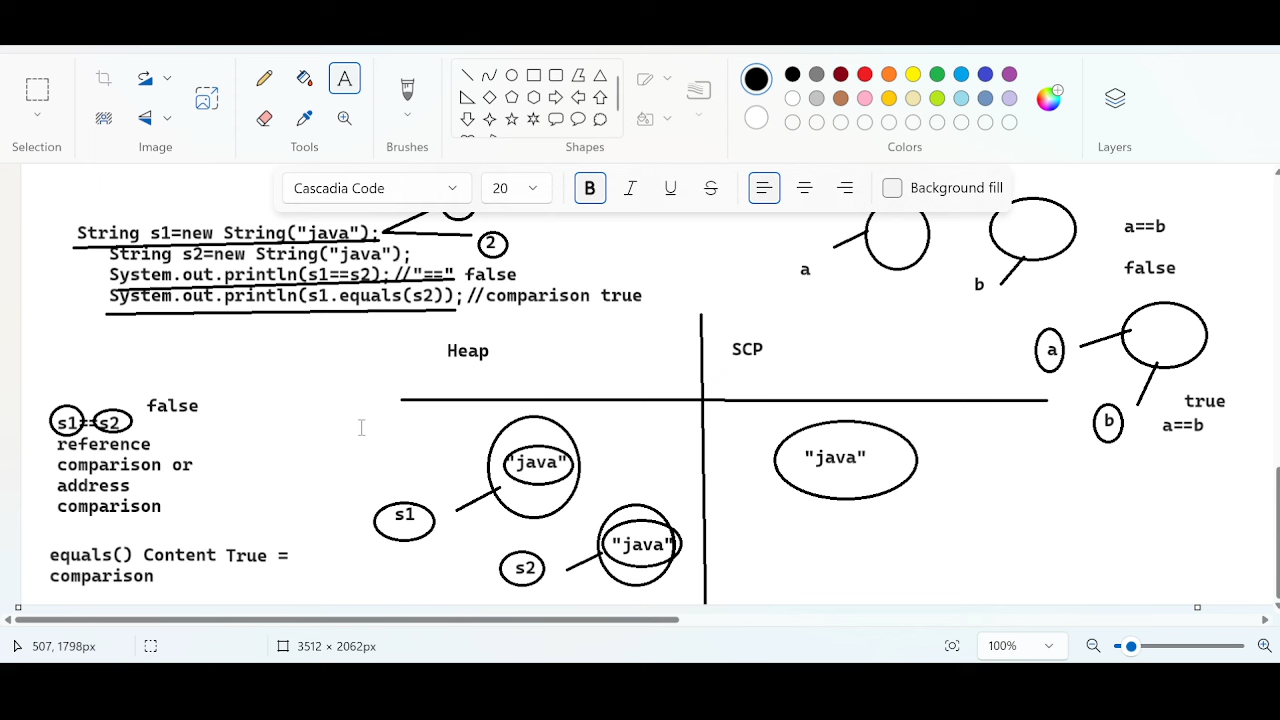 Selection
Image
Tools
Brushes
Shapes
Colors
Layers
Cascadia Code
20
B
I
U
S
Background fill
String s1=new String("java");
2
String s2=new String("java");
System.out.println(s1==s2);//"==" false
System.out.println(s1.equals(s2));//comparison true
a
b
a==b
false
Heap
SCP
a
b
true
a==b
false
s1==s2
reference
comparison or
address
comparison
equals() Content True =
comparison
"java"
s1
"java"
s2
"java"
507, 1798px
3512 × 2062px
100%